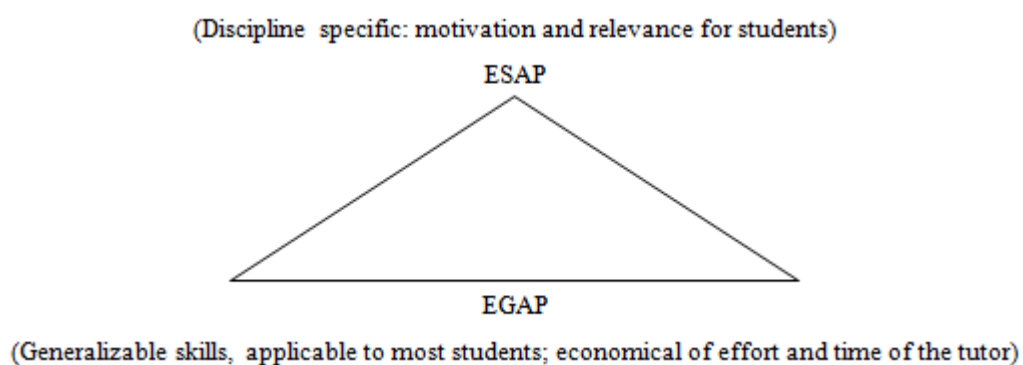 (Discipline specific: motivation and relevance for students)
ESAP
EGAP
(Generalizable skills, applicable to most students; economical of effort and time of the tutor)